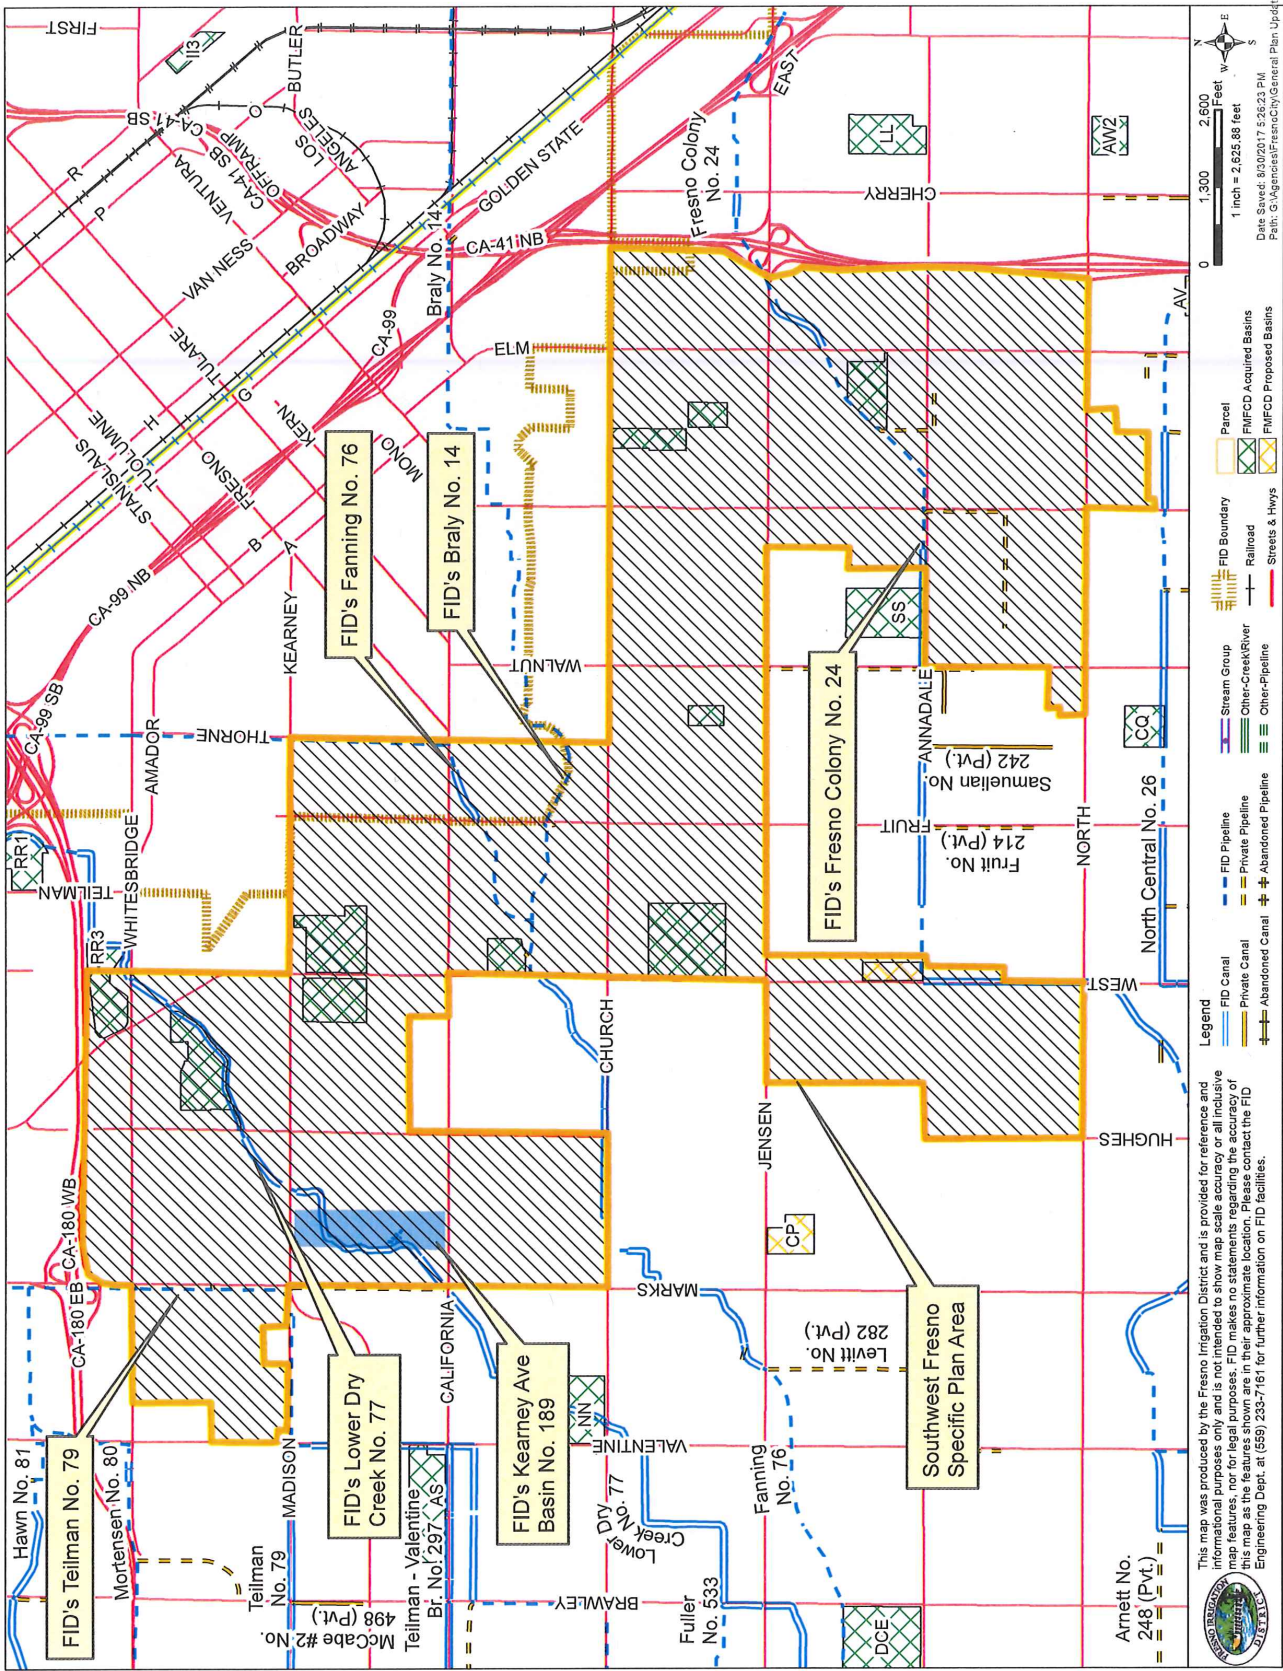 FIRST
II3
BUTLER
CA-41 SB
R
O
LOS
ANGELES
VENTURA
CA-41 SB
OFFRAMP
P
VAN NESS
BROADWAY
GOLDEN STATE
EAST
Fresno Colony
No. 24
LL
AW2
CHERRY
Braly No. 14
CA-41 NB
TULARE
CA-99
ELM
H
G
STANISLAUS
TUOLUMNE
KERN
FRESNO
MONO
B
A
CA-99 NB
KEARNEY
FID's Fanning No. 76
FID's Braly No. 14
WALNUT
SS
AV
CA-99 SB
AMADOR
THORNE
FID's Fresno Colony No. 24
ANNADALE
CQ
Samuelian No.
242 (Pvt.)
FRUIT
Fruit No.
214 (Pvt.)
NORTH
North Central No. 26
RR1
TEILMAN
WHITESBRIDGE
RR3
WEST
CHURCH
JENSEN
HUGHES
CA-180 WB
CA-180 EB
CP
MARKS
Levitt No.
282 (Pvt.)
CALIFORNIA
Southwest Fresno
Specific Plan Area
FID's Teilman No. 79
FID's Lower Dry
Creek No. 77
FID's Kearney Ave
Basin No. 189
NN
VALENTINE
Hawn No. 81
Mortensen No. 80
MADISON
AS
Lower Dry
Creek No. 77
Fanning
No. 76
Teilman
No. 79
McCabe #2 No.
498 (Pvt.)
Teilman - Valentine
Br. No. 297
BRAWLEY
Fuller
No. 533
DCE
Arnett No.
248 (Pvt.)
FRESNO IRRIGATION
DISTRICT
This map was produced by the Fresno Irrigation District and is provided for reference and
informational purposes only and is not intended to show map scale accuracy or all inclusive
map features, nor for legal purposes. FID makes no statements regarding the accuracy of
this map as the features shown are in their approximate location. Please contact the FID
Engineering Dept. at (559) 233-7161 for further information on FID facilities.
Legend
FID Canal
Private Canal
Abandoned Canal
FID Pipeline
Private Pipeline
Abandoned Pipeline
Stream Group
Other-Creek\River
Other-Pipeline
FID Boundary
Railroad
Streets & Hwys
Parcel
FMFCD Acquired Basins
FMFCD Proposed Basins
N
W
E
S
0
1,300
2,600
Feet
1 inch = 2,625.88 feet
Date Saved: 8/30/2017 5:26:23 PM
Path: G:\Agencies\FresnoCity\General Plan Updat